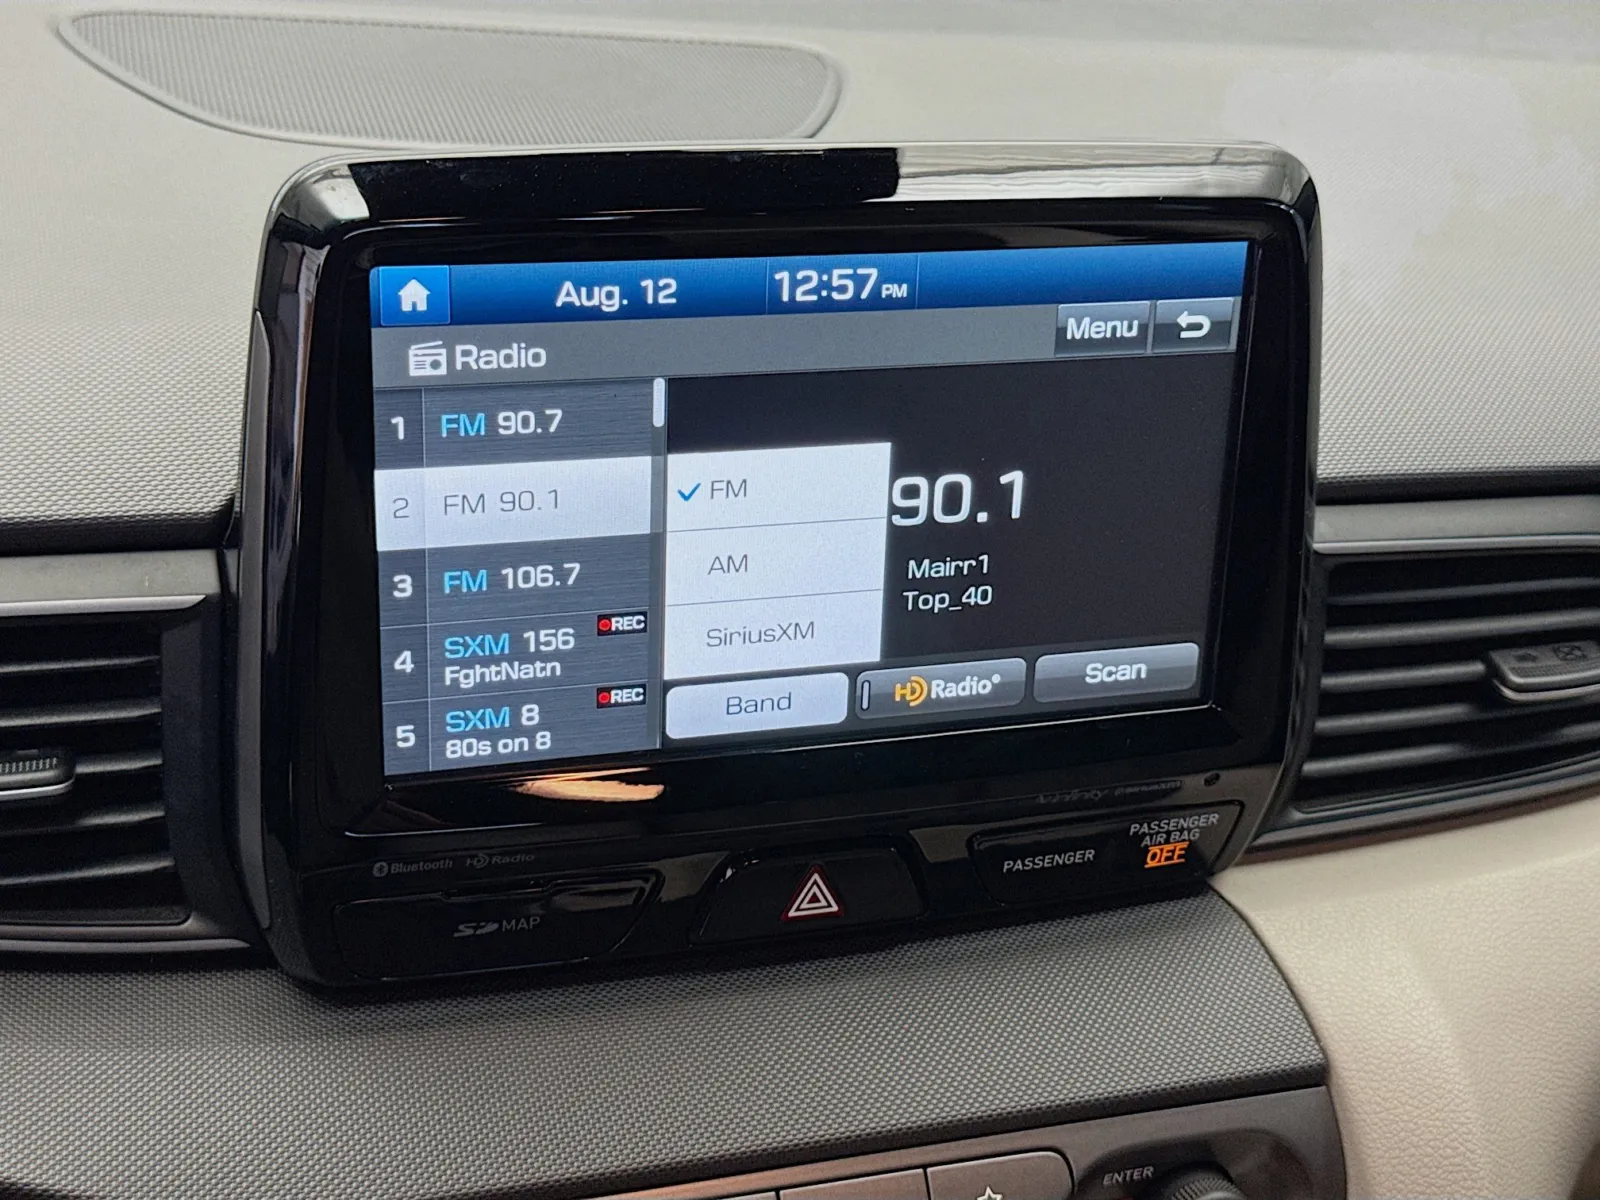 Aug. 12
12:57 PM
Menu
Radio
1 FM 90.7
2 FM 90.1
3 FM 106.7
4 SXM 156 REC
FghtNatn
5 SXM 8 REC
80s on 8
FM
AM
SiriusXM
90.1
Mairr1
Top_40
Band
HD Radio®
Scan
Bluetooth HD Radio
SD MAP
PASSENGER
PASSENGER
AIR BAG
OFF
ENTER